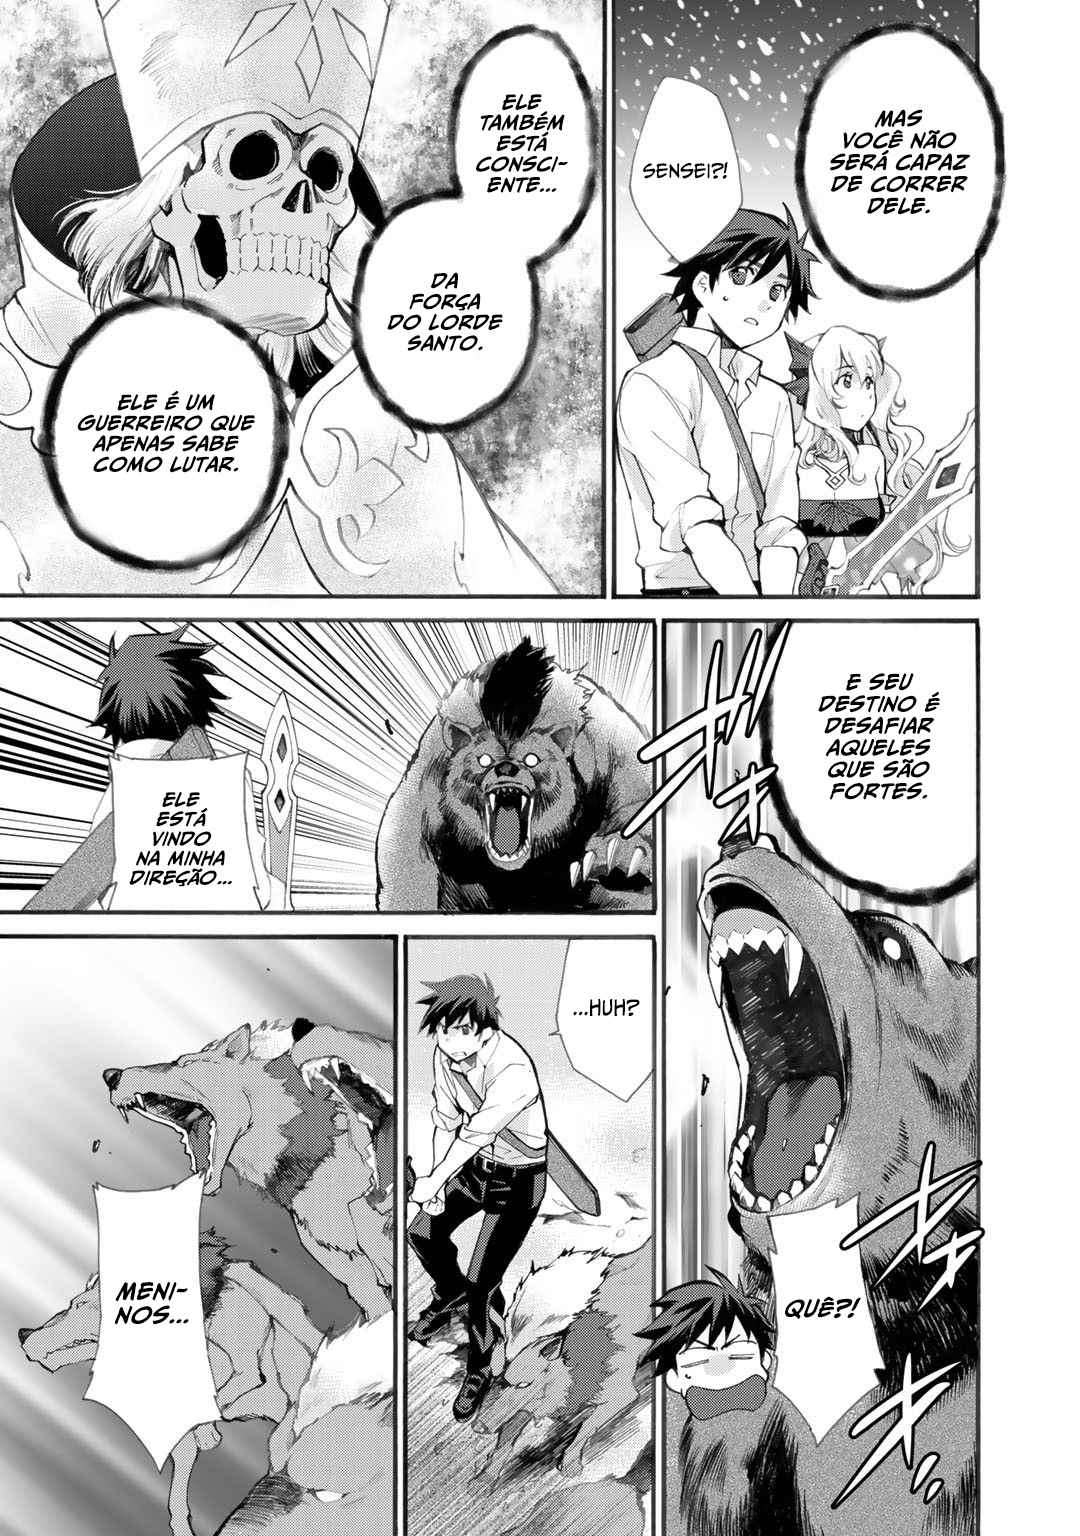 MAS
VOCÊ NÃO
SERÁ CAPAZ
DE CORRER
DELE.
SENSEI?!
ELE
TAMBÉM
ESTÁ
CONSCI-
ENTE...
DA
FORÇA
DO LORDE
SANTO.
ELE É UM
GUERREIRO QUE
APENAS SABE
COMO LUTAR.
E SEU
DESTINO É
DESAFIAR
AQUELES
QUE SÃO
FORTES.
QUÊ?!
ELE
ESTÁ
VINDO
NA MINHA
DIREÇÃO...
...HUH?
MENI-
NOS...